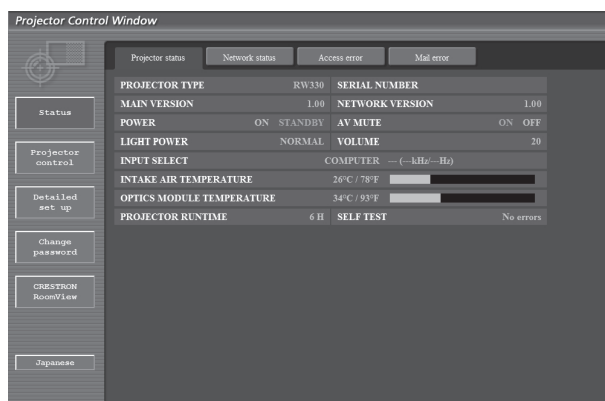 Projector Control Window
Projector status
Network status
Access error
Mail error
Status
Projector
control
Detailed
set up
Change
password
CRESTRON
RoomView
Japanese
PROJECTOR TYPE RW330 SERIAL NUMBER
MAIN VERSION 1.00 NETWORK VERSION 1.00
POWER ON STANDBY AV MUTE ON OFF
LIGHT POWER NORMAL VOLUME 20
INPUT SELECT COMPUTER --- (---kHz/---Hz)
INTAKE AIR TEMPERATURE 26°C / 78°F
OPTICS MODULE TEMPERATURE 34°C / 93°F
PROJECTOR RUNTIME 6 H SELF TEST No errors